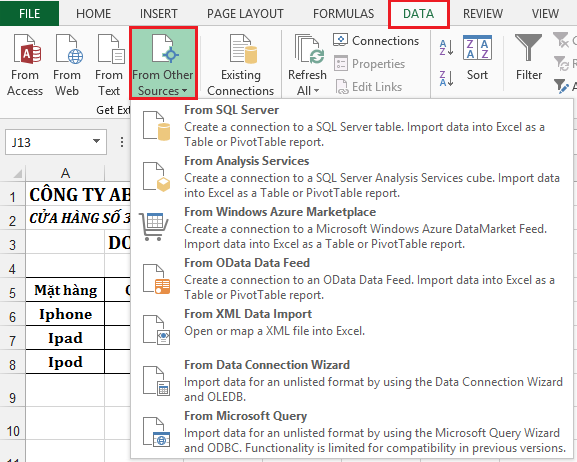 FILE HOME INSERT PAGE LAYOUT FORMULAS DATA REVIEW VIEW
From Access
From Web
From Text
From Other Sources
Existing Connections
Refresh All
Connections
Properties
Edit Links
Sort
Filter
Get Ext
J13
From SQL Server
Create a connection to a SQL Server table. Import data into Excel as a
Table or PivotTable report.
From Analysis Services
Create a connection to a SQL Server Analysis Services cube. Import data
into Excel as a Table or PivotTable report.
From Windows Azure Marketplace
Create a connection to a Microsoft Windows Azure DataMarket Feed.
Import data into Excel as a Table or PivotTable report.
From OData Data Feed
Create a connection to an OData Data Feed. Import data into Excel as a
Table or PivotTable report.
From XML Data Import
Open or map a XML file into Excel.
From Data Connection Wizard
Import data for an unlisted format by using the Data Connection Wizard
and OLEDB.
From Microsoft Query
Import data for an unlisted format by using the Microsoft Query Wizard
and ODBC. Functionality is limited for compatibility in previous versions.
A
1 CÔNG TY AB
2 CỬA HÀNG SỐ 3
3 DO
4
5 Mặt hàng
6 Iphone
7 Ipad
8 Ipod
9
10